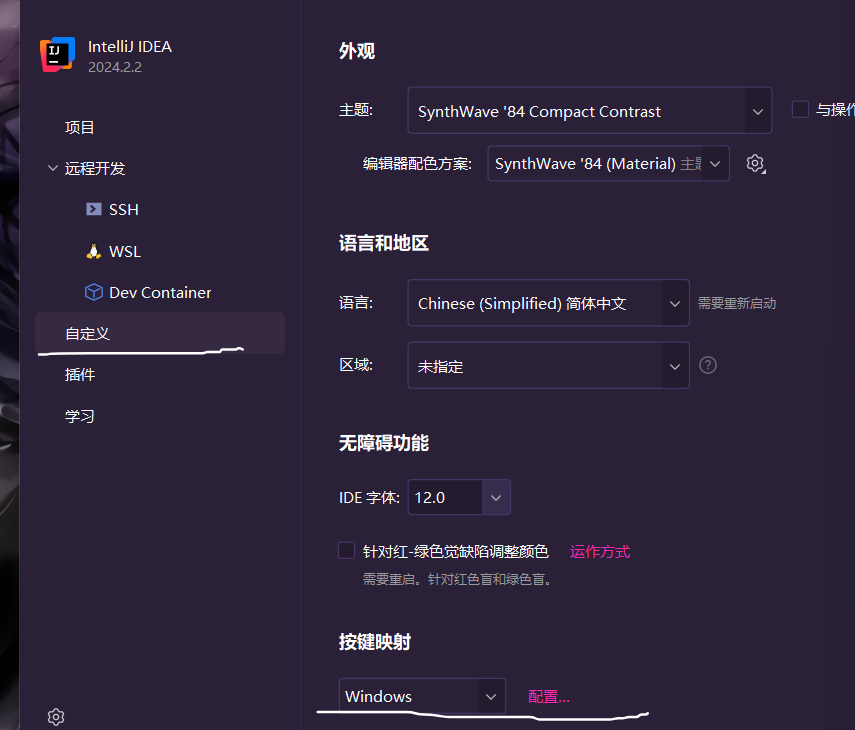 IntelliJ IDEA
2024.2.2
项目
远程开发
SSH
WSL
Dev Container
自定义
插件
学习
外观
主题: SynthWave '84 Compact Contrast 与操作
编辑器配色方案: SynthWave '84 (Material) 主题
语言和地区
语言: Chinese (Simplified) 简体中文 需要重新启动
区域: 未指定
无障碍功能
IDE 字体: 12.0
针对红-绿色觉缺陷调整颜色 运作方式
需要重启。针对红色盲和绿色盲。
按键映射
Windows 配置...